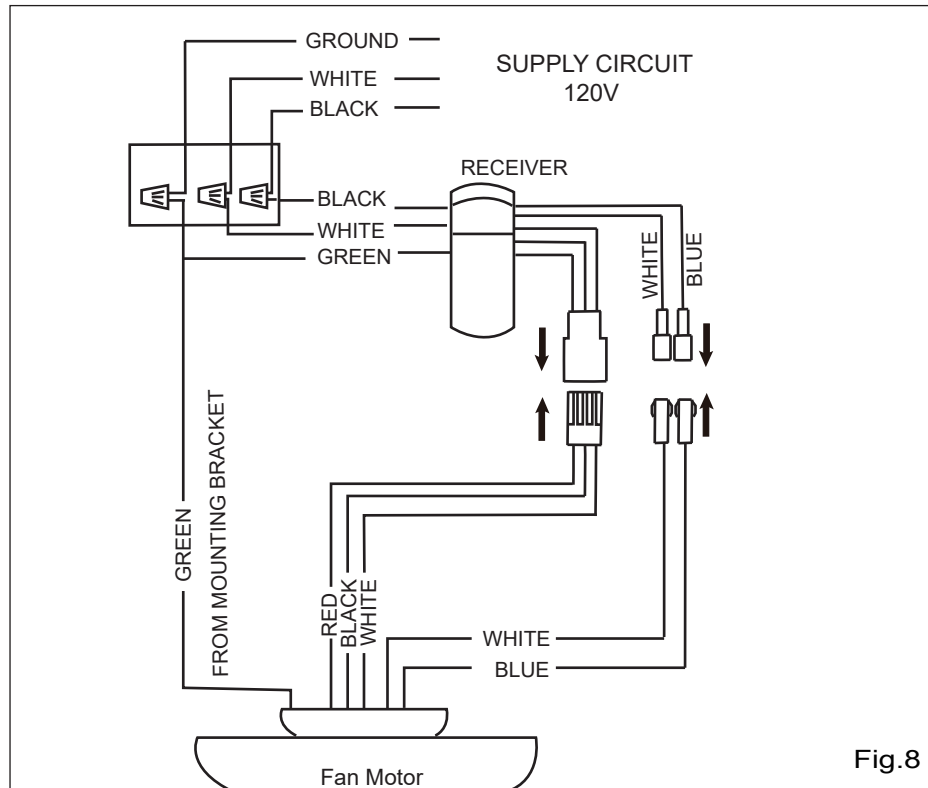 GROUND
WHITE
BLACK
SUPPLY CIRCUIT
120V
RECEIVER
BLACK
WHITE
GREEN
WHITE
BLUE
GREEN
FROM MOUNTING BRACKET
RED
BLACK
WHITE
WHITE
BLUE
Fan Motor
Fig.8